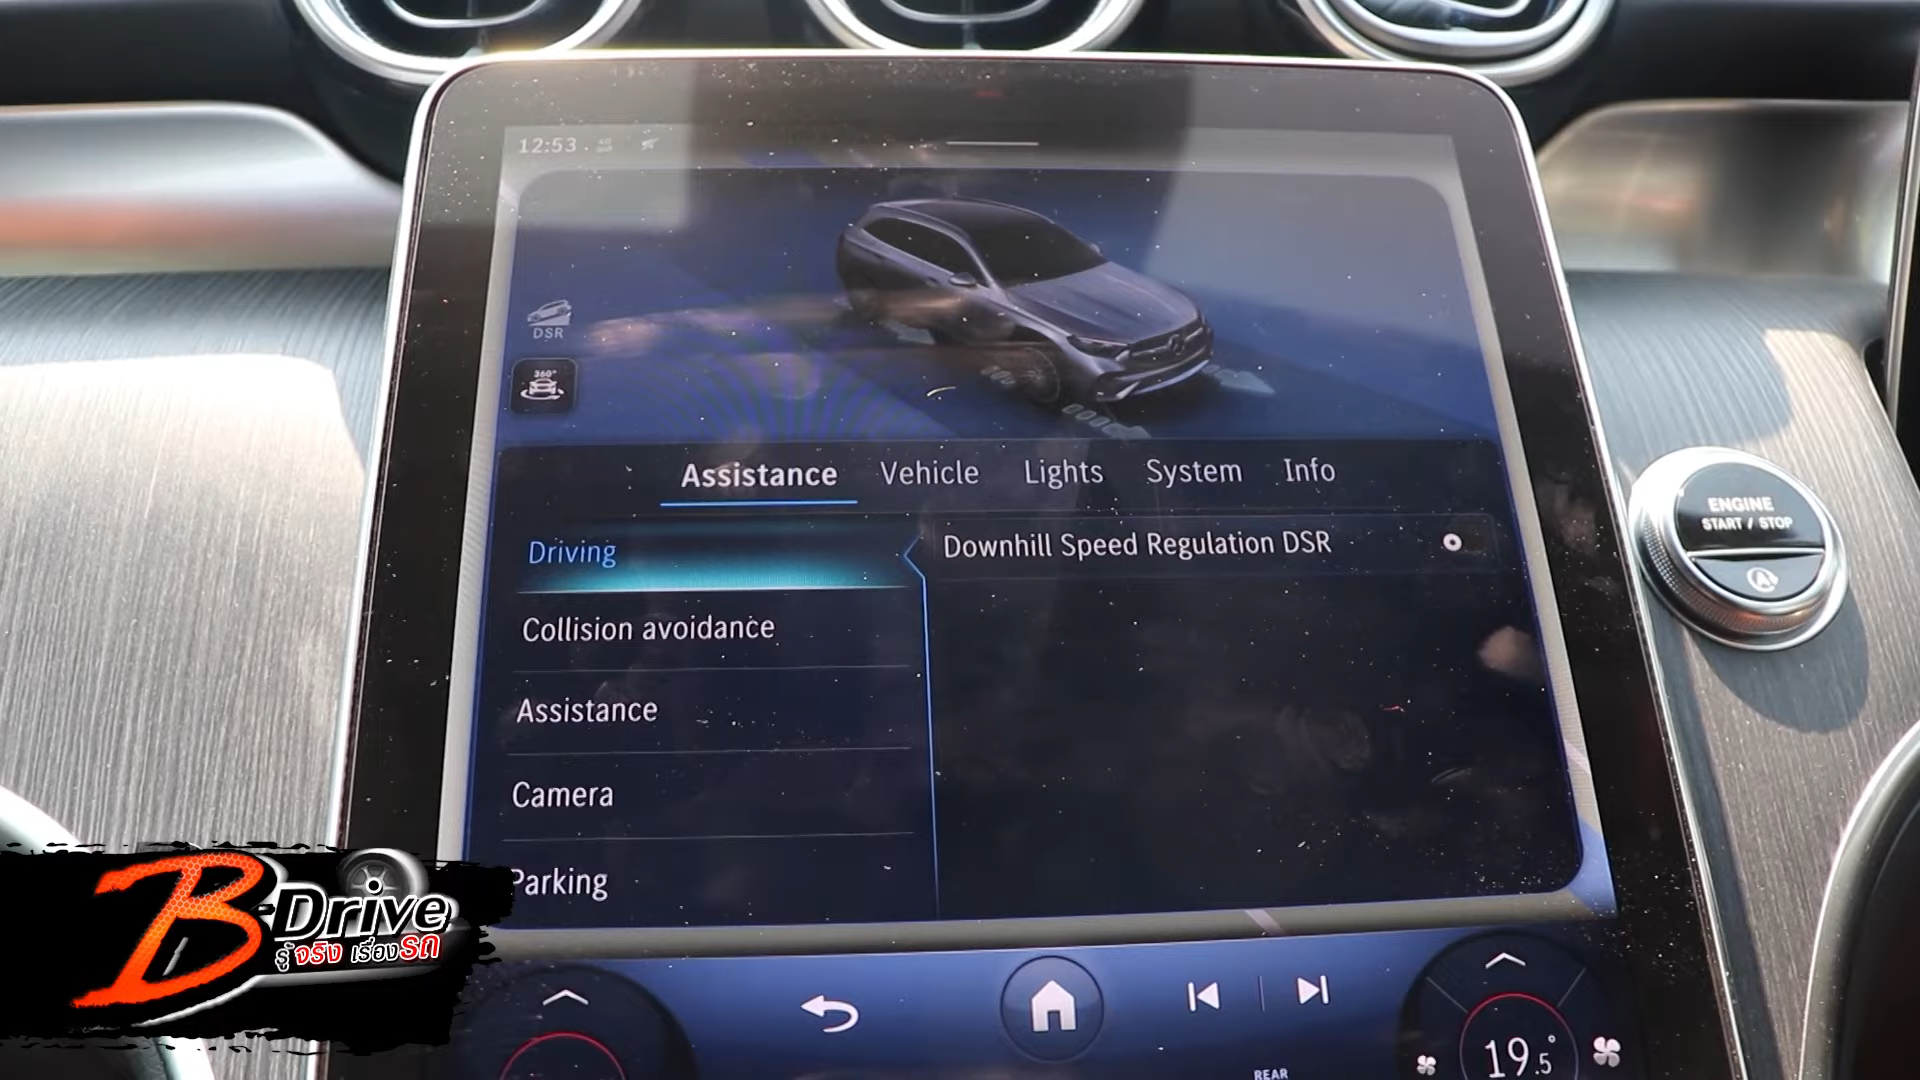 12:53
DSR
360°
Assistance Vehicle Lights System Info
Driving
Downhill Speed Regulation DSR
Collision avoidance
Assistance
Camera
Parking
ENGINE
START / STOP
A
B-Drive
รู้จริง เรื่องรถ
REAR
19.5°